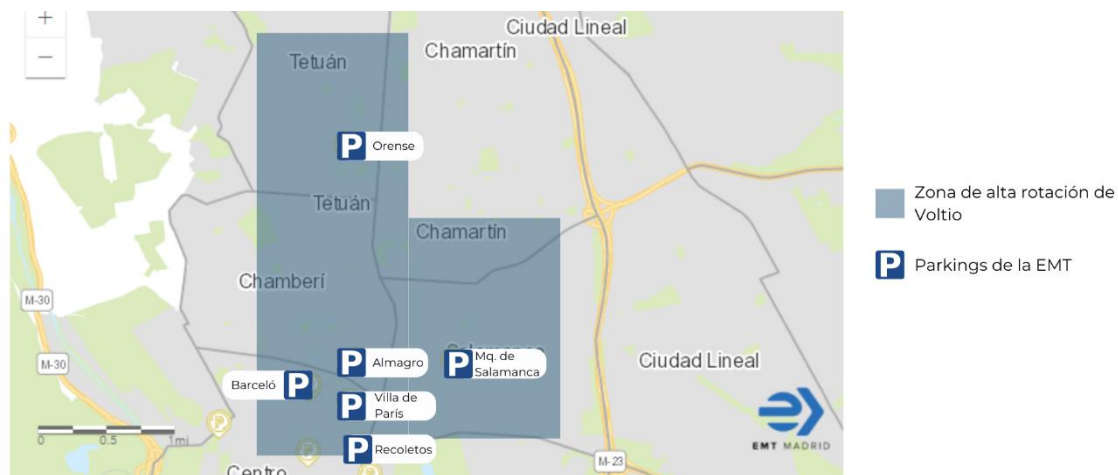 +
−
Ciudad Lineal
Tetuán
Chamartín
P Orense
Tetuán
Chamartín
Chamberí
M-30
M-30
P Almagro
P Mq. de
Salamanca
Barceló P
P Villa de
París
P Recoletos
Ciudad Lineal
0 0.5 1mi
Centro
M-23
EMT MADRID
Zona de alta rotación de
Voltio
P Parkings de la EMT